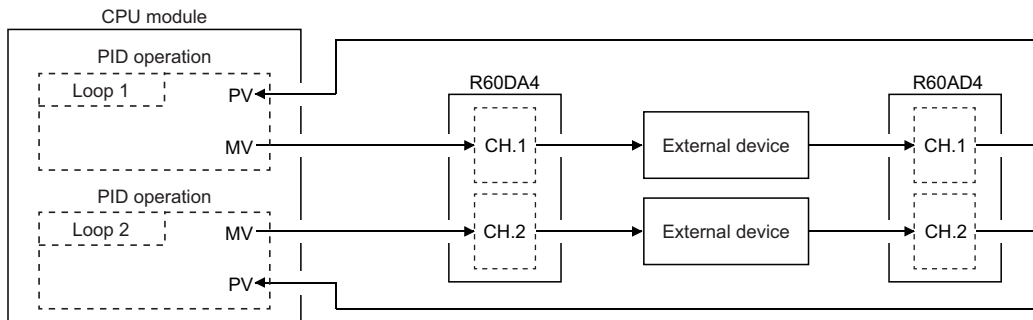 CPU module
PID operation
Loop 1
PV
MV
PID operation
Loop 2
MV
PV
R60DA4
CH.1
CH.2
External device
External device
R60AD4
CH.1
CH.2